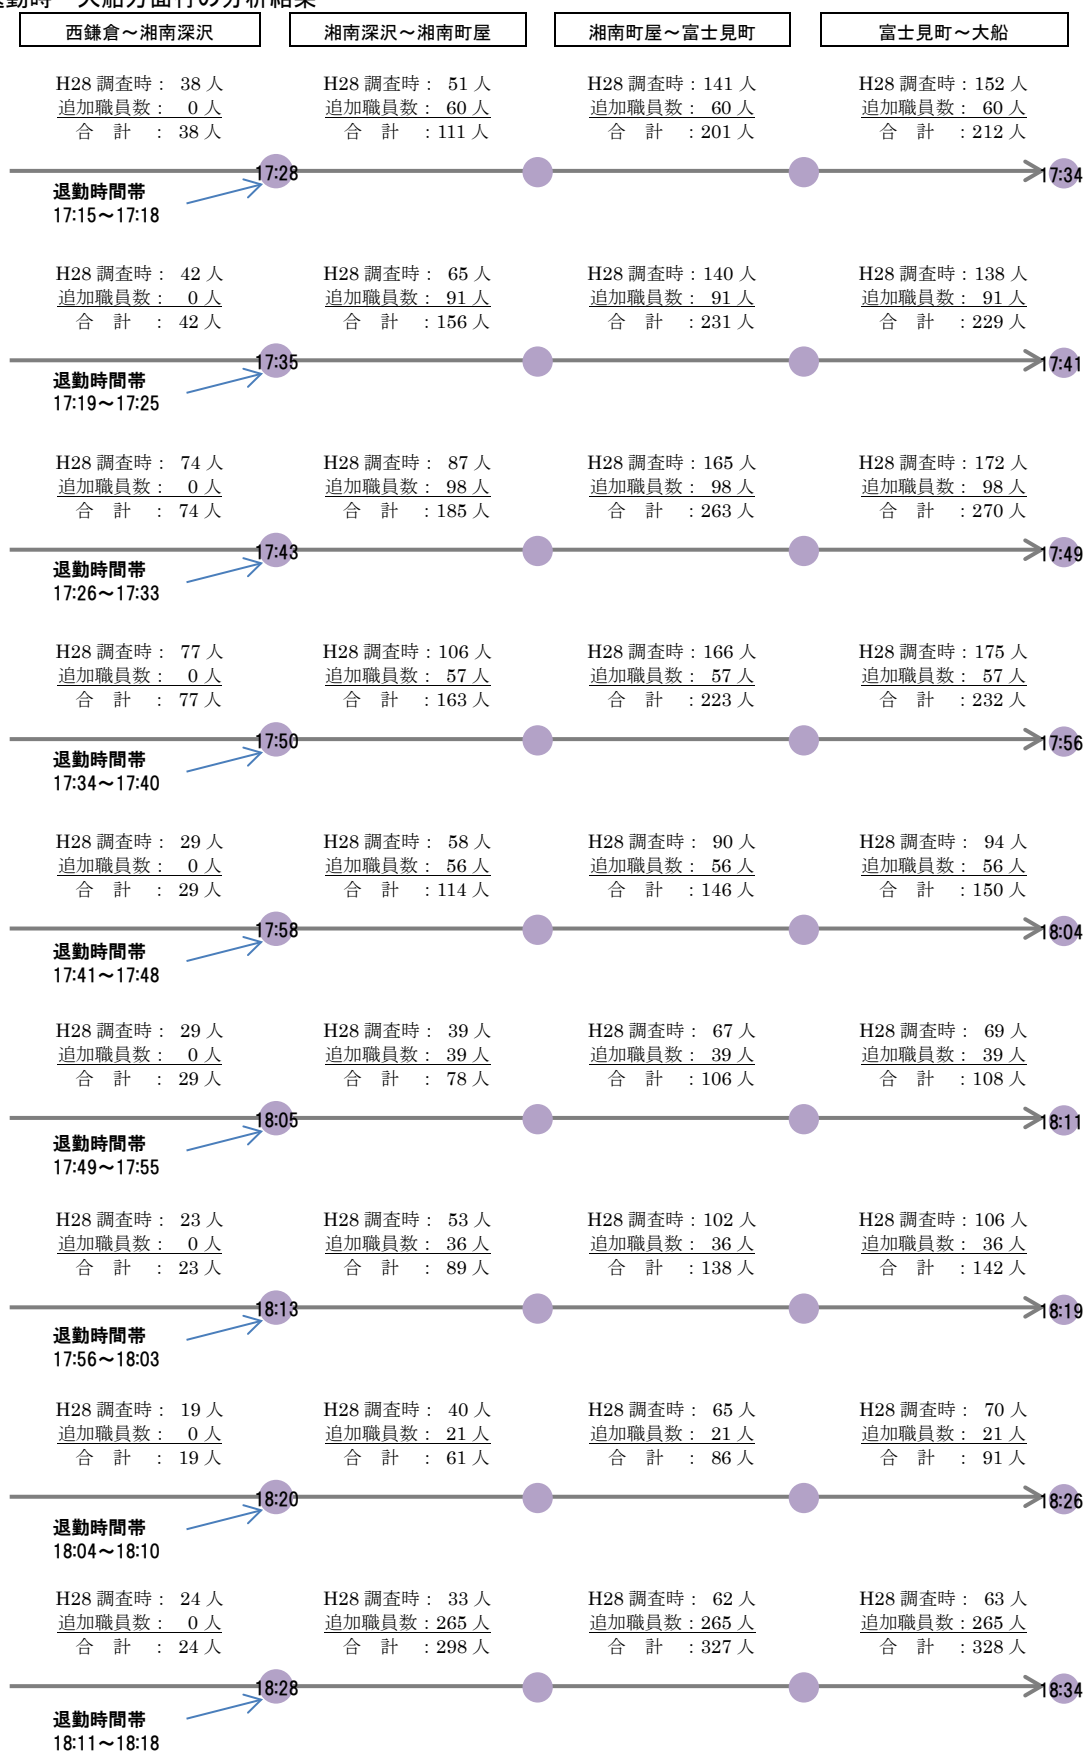 退勤時 大船方面行の分析結果
西鎌倉～湘南深沢 湘南深沢～湘南町屋 湘南町屋～富士見町 富士見町～大船
H28 調査時： 38 人 H28 調査時： 51 人 H28 調査時：141 人 H28 調査時：152 人
追加職員数： 0 人 追加職員数： 60 人 追加職員数： 60 人 追加職員数： 60 人
合 計 ： 38 人 合 計 ：111 人 合 計 ：201 人 合 計 ：212 人
17:28 17:34
退勤時間帯
17:15～17:18
H28 調査時： 42 人 H28 調査時： 65 人 H28 調査時：140 人 H28 調査時：138 人
追加職員数： 0 人 追加職員数： 91 人 追加職員数： 91 人 追加職員数： 91 人
合 計 ： 42 人 合 計 ：156 人 合 計 ：231 人 合 計 ：229 人
17:35 17:41
退勤時間帯
17:19～17:25
H28 調査時： 74 人 H28 調査時： 87 人 H28 調査時：165 人 H28 調査時：172 人
追加職員数： 0 人 追加職員数： 98 人 追加職員数： 98 人 追加職員数： 98 人
合 計 ： 74 人 合 計 ：185 人 合 計 ：263 人 合 計 ：270 人
17:43 17:49
退勤時間帯
17:26～17:33
H28 調査時： 77 人 H28 調査時：106 人 H28 調査時：166 人 H28 調査時：175 人
追加職員数： 0 人 追加職員数： 57 人 追加職員数： 57 人 追加職員数： 57 人
合 計 ： 77 人 合 計 ：163 人 合 計 ：223 人 合 計 ：232 人
17:50 17:56
退勤時間帯
17:34～17:40
H28 調査時： 29 人 H28 調査時： 58 人 H28 調査時： 90 人 H28 調査時： 94 人
追加職員数： 0 人 追加職員数： 56 人 追加職員数： 56 人 追加職員数： 56 人
合 計 ： 29 人 合 計 ：114 人 合 計 ：146 人 合 計 ：150 人
17:58 18:04
退勤時間帯
17:41～17:48
H28 調査時： 29 人 H28 調査時： 39 人 H28 調査時： 67 人 H28 調査時： 69 人
追加職員数： 0 人 追加職員数： 39 人 追加職員数： 39 人 追加職員数： 39 人
合 計 ： 29 人 合 計 ： 78 人 合 計 ：106 人 合 計 ：108 人
18:05 18:11
退勤時間帯
17:49～17:55
H28 調査時： 23 人 H28 調査時： 53 人 H28 調査時：102 人 H28 調査時：106 人
追加職員数： 0 人 追加職員数： 36 人 追加職員数： 36 人 追加職員数： 36 人
合 計 ： 23 人 合 計 ： 89 人 合 計 ：138 人 合 計 ：142 人
18:13 18:19
退勤時間帯
17:56～18:03
H28 調査時： 19 人 H28 調査時： 40 人 H28 調査時： 65 人 H28 調査時： 70 人
追加職員数： 0 人 追加職員数： 21 人 追加職員数： 21 人 追加職員数： 21 人
合 計 ： 19 人 合 計 ： 61 人 合 計 ： 86 人 合 計 ： 91 人
18:20 18:26
退勤時間帯
18:04～18:10
H28 調査時： 24 人 H28 調査時： 33 人 H28 調査時： 62 人 H28 調査時： 63 人
追加職員数： 0 人 追加職員数：265 人 追加職員数：265 人 追加職員数：265 人
合 計 ： 24 人 合 計 ：298 人 合 計 ：327 人 合 計 ：328 人
18:28 18:34
退勤時間帯
18:11～18:18